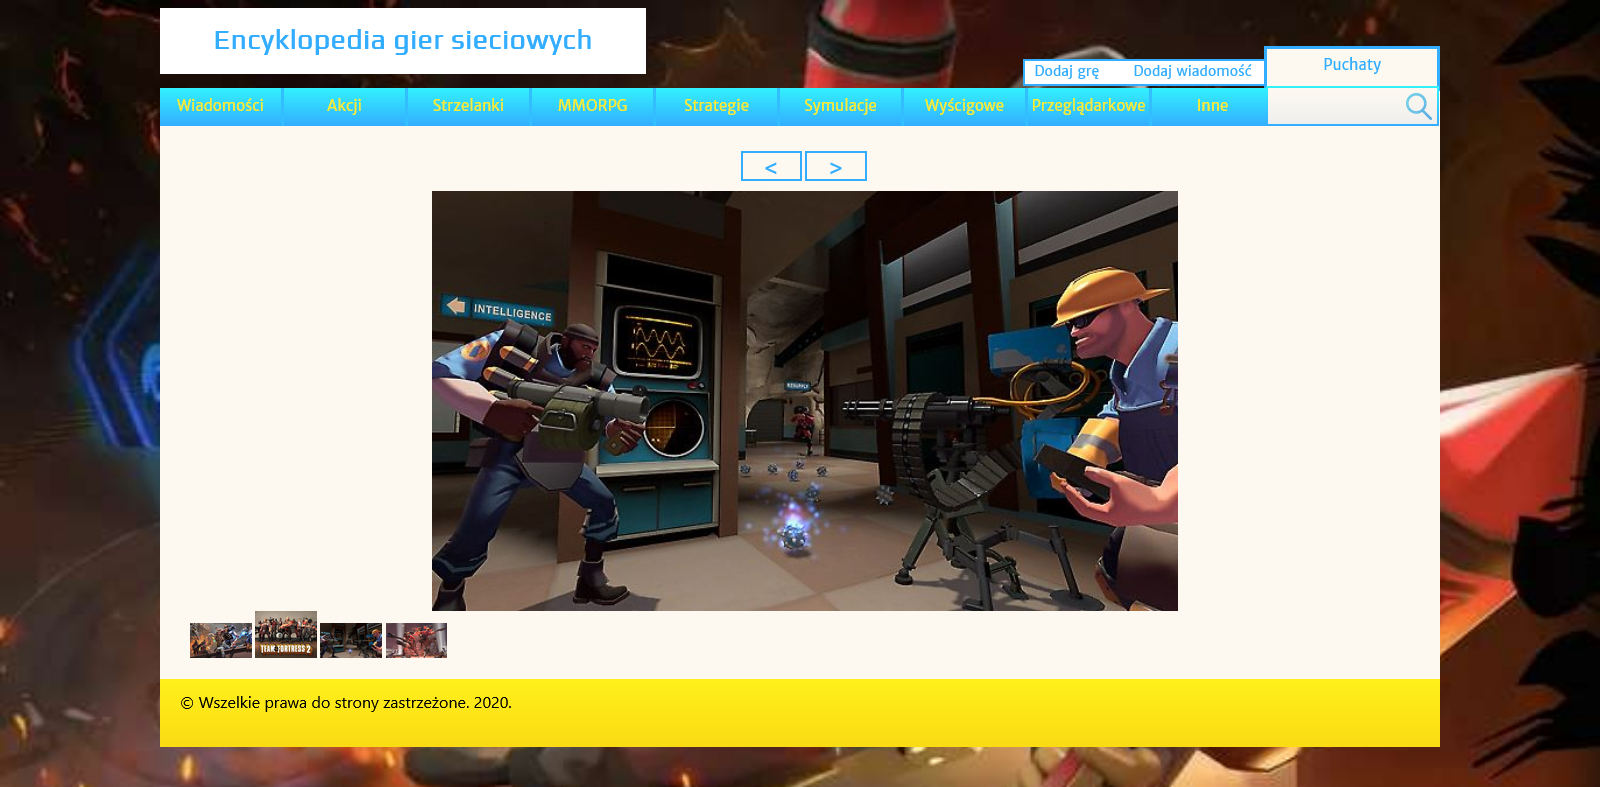 Encyklopedia gier sieciowych
Dodaj grę Dodaj wiadomość
Puchaty
Wiadomości Akcji Strzelanki MMORPG Strategie Symulacje Wyścigowe Przeglądarkowe Inne
< >
INTELLIGENCE
RESUPPLY
TEAM FORTRESS 2
© Wszelkie prawa do strony zastrzeżone. 2020.